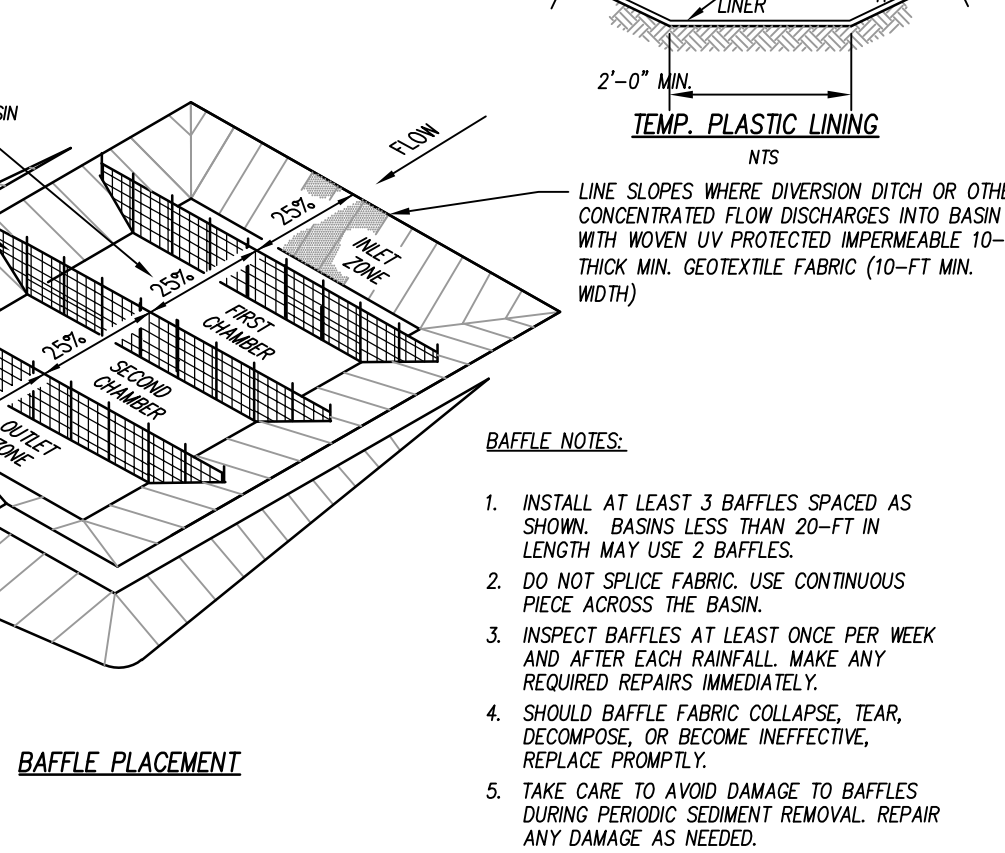 LINER
2'-0" MIN.
TEMP. PLASTIC LINING
NTS
FLOW
LINE SLOPES WHERE DIVERSION DITCH OR
CONCENTRATED FLOW DISCHARGES INTO BASIN
WITH WOVEN UV PROTECTED IMPERMEABLE 10-
THICK MIN. GEOTEXTILE FABRIC (10-FT MIN.
WIDTH)
25%
INLET
ZONE
25%
FIRST
CHAMBER
25%
SECOND
CHAMBER
OUTLET
ZONE
BAFFLE PLACEMENT
BAFFLE NOTES:
1. INSTALL AT LEAST 3 BAFFLES SPACED AS
SHOWN. BASINS LESS THAN 20-FT IN
LENGTH MAY USE 2 BAFFLES.
2. DO NOT SPLICE FABRIC. USE CONTINUOUS
PIECE ACROSS THE BASIN.
3. INSPECT BAFFLES AT LEAST ONCE PER WEEK
AND AFTER EACH RAINFALL. MAKE ANY
REQUIRED REPAIRS IMMEDIATELY.
4. SHOULD BAFFLE FABRIC COLLAPSE, TEAR,
DECOMPOSE, OR BECOME INEFFECTIVE,
REPLACE PROMPTLY.
5. TAKE CARE TO AVOID DAMAGE TO BAFFLES
DURING PERIODIC SEDIMENT REMOVAL. REPAIR
ANY DAMAGE AS NEEDED.